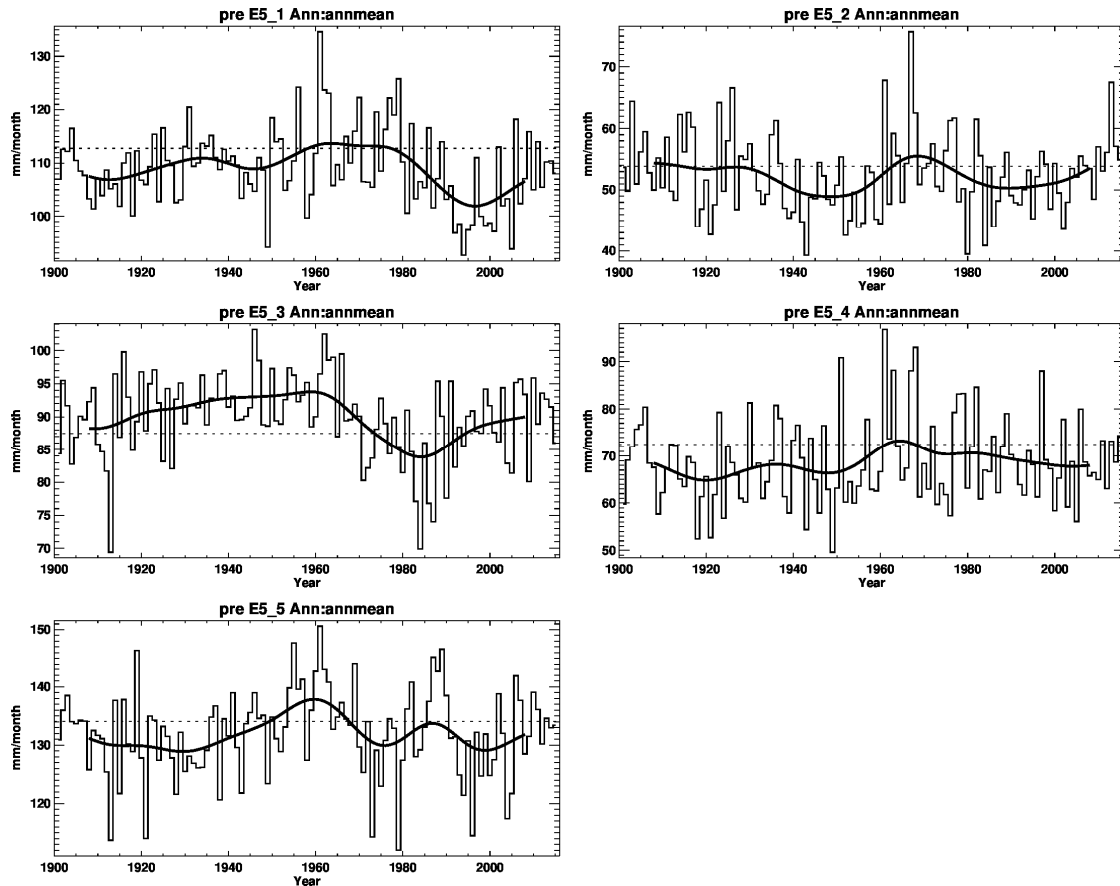 pre E5_1 Ann:annmean
130
120
110
100
mm/month
1900 1920 1940 1960 1980 2000
Year
pre E5_2 Ann:annmean
70
60
50
40
mm/month
1900 1920 1940 1960 1980 2000
Year
pre E5_3 Ann:annmean
100
95
90
85
80
75
70
mm/month
1900 1920 1940 1960 1980 2000
Year
pre E5_4 Ann:annmean
90
80
70
60
50
mm/month
1900 1920 1940 1960 1980 2000
Year
pre E5_5 Ann:annmean
150
140
130
120
mm/month
1900 1920 1940 1960 1980 2000
Year